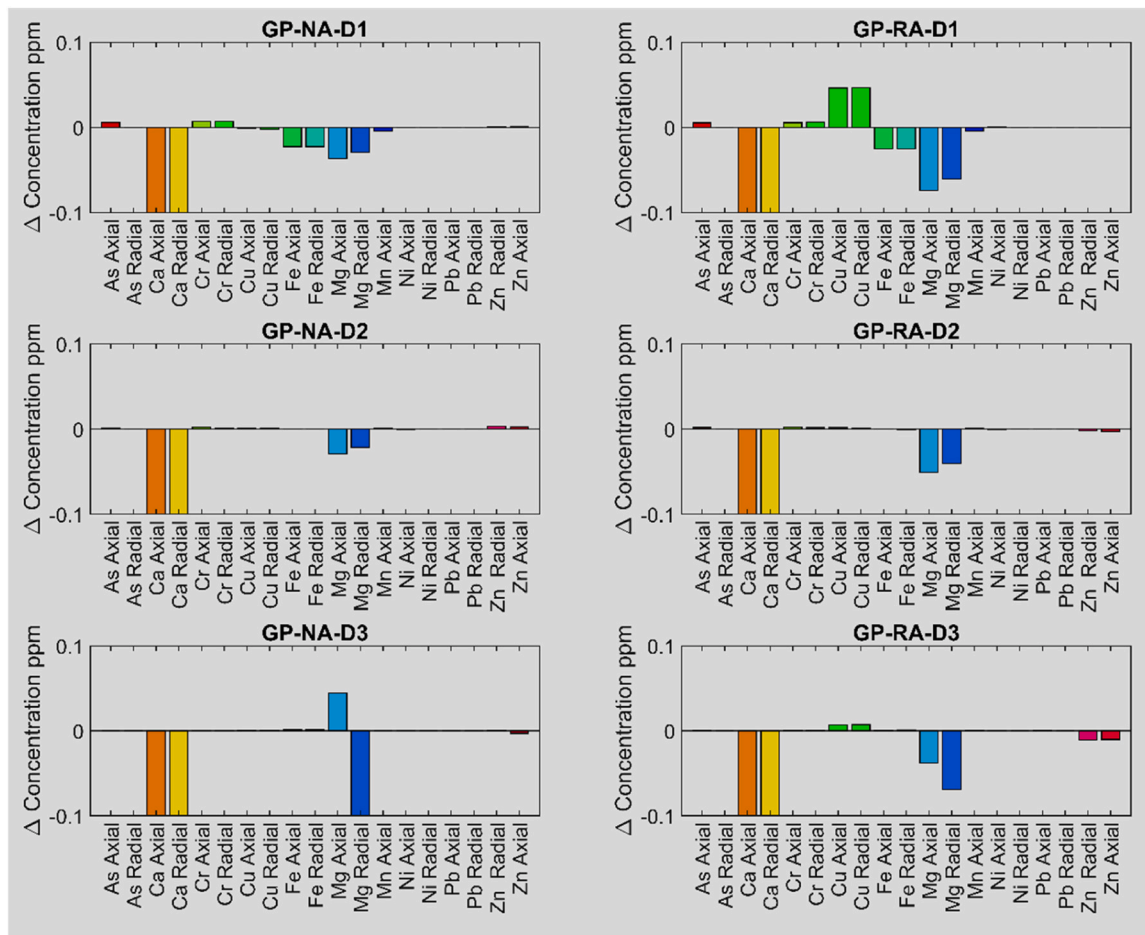 GP-NA-D1
0.1
0
-0.1
Δ Concentration ppm
As Axial
As Radial
Ca Axial
Ca Radial
Cr Axial
Cr Radial
Cu Axial
Cu Radial
Fe Axial
Fe Radial
Mg Axial
Mg Radial
Mn Axial
Ni Axial
Ni Radial
Pb Axial
Pb Radial
Zn Radial
Zn Axial
GP-RA-D1
0.1
0
-0.1
Δ Concentration ppm
As Axial
As Radial
Ca Axial
Ca Radial
Cr Axial
Cr Radial
Cu Axial
Cu Radial
Fe Axial
Fe Radial
Mg Axial
Mg Radial
Mn Axial
Ni Axial
Ni Radial
Pb Axial
Pb Radial
Zn Radial
Zn Axial
GP-NA-D2
0.1
0
-0.1
Δ Concentration ppm
As Axial
As Radial
Ca Axial
Ca Radial
Cr Axial
Cr Radial
Cu Axial
Cu Radial
Fe Axial
Fe Radial
Mg Axial
Mg Radial
Mn Axial
Ni Axial
Ni Radial
Pb Axial
Pb Radial
Zn Radial
Zn Axial
GP-RA-D2
0.1
0
-0.1
Δ Concentration ppm
As Axial
As Radial
Ca Axial
Ca Radial
Cr Axial
Cr Radial
Cu Axial
Cu Radial
Fe Axial
Fe Radial
Mg Axial
Mg Radial
Mn Axial
Ni Axial
Ni Radial
Pb Axial
Pb Radial
Zn Radial
Zn Axial
GP-NA-D3
0.1
0
-0.1
Δ Concentration ppm
As Axial
As Radial
Ca Axial
Ca Radial
Cr Axial
Cr Radial
Cu Axial
Cu Radial
Fe Axial
Fe Radial
Mg Axial
Mg Radial
Mn Axial
Ni Axial
Ni Radial
Pb Axial
Pb Radial
Zn Radial
Zn Axial
GP-RA-D3
0.1
0
-0.1
Δ Concentration ppm
As Axial
As Radial
Ca Axial
Ca Radial
Cr Axial
Cr Radial
Cu Axial
Cu Radial
Fe Axial
Fe Radial
Mg Axial
Mg Radial
Mn Axial
Ni Axial
Ni Radial
Pb Axial
Pb Radial
Zn Radial
Zn Axial